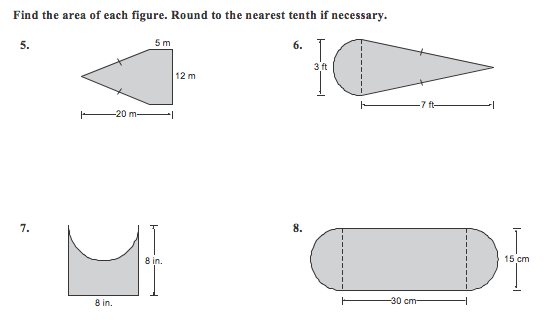 Find the area of each figure. Round to the nearest tenth if necessary.
5.
5 m
12 m
20 m
6.
3 ft
7 ft
7.
8 in.
8 in.
8.
15 cm
30 cm